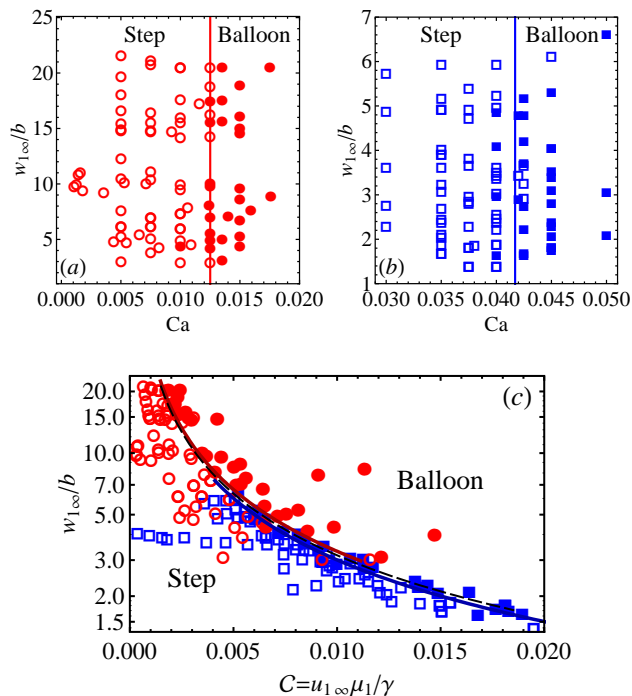 Step Balloon
25
20
15
10
5
w1∞/b
(a)
0.000 0.005 0.010 0.015 0.020
Ca
Step Balloon
7
6
5
4
3
2
1
w1∞/b
(b)
0.030 0.035 0.040 0.045 0.050
Ca
(c)
20.0
15.0
10.0
7.0
5.0
3.0
2.0
1.5
w1∞/b
Balloon
Step
0.000 0.005 0.010 0.015 0.020
C=u1∞μ1/γ